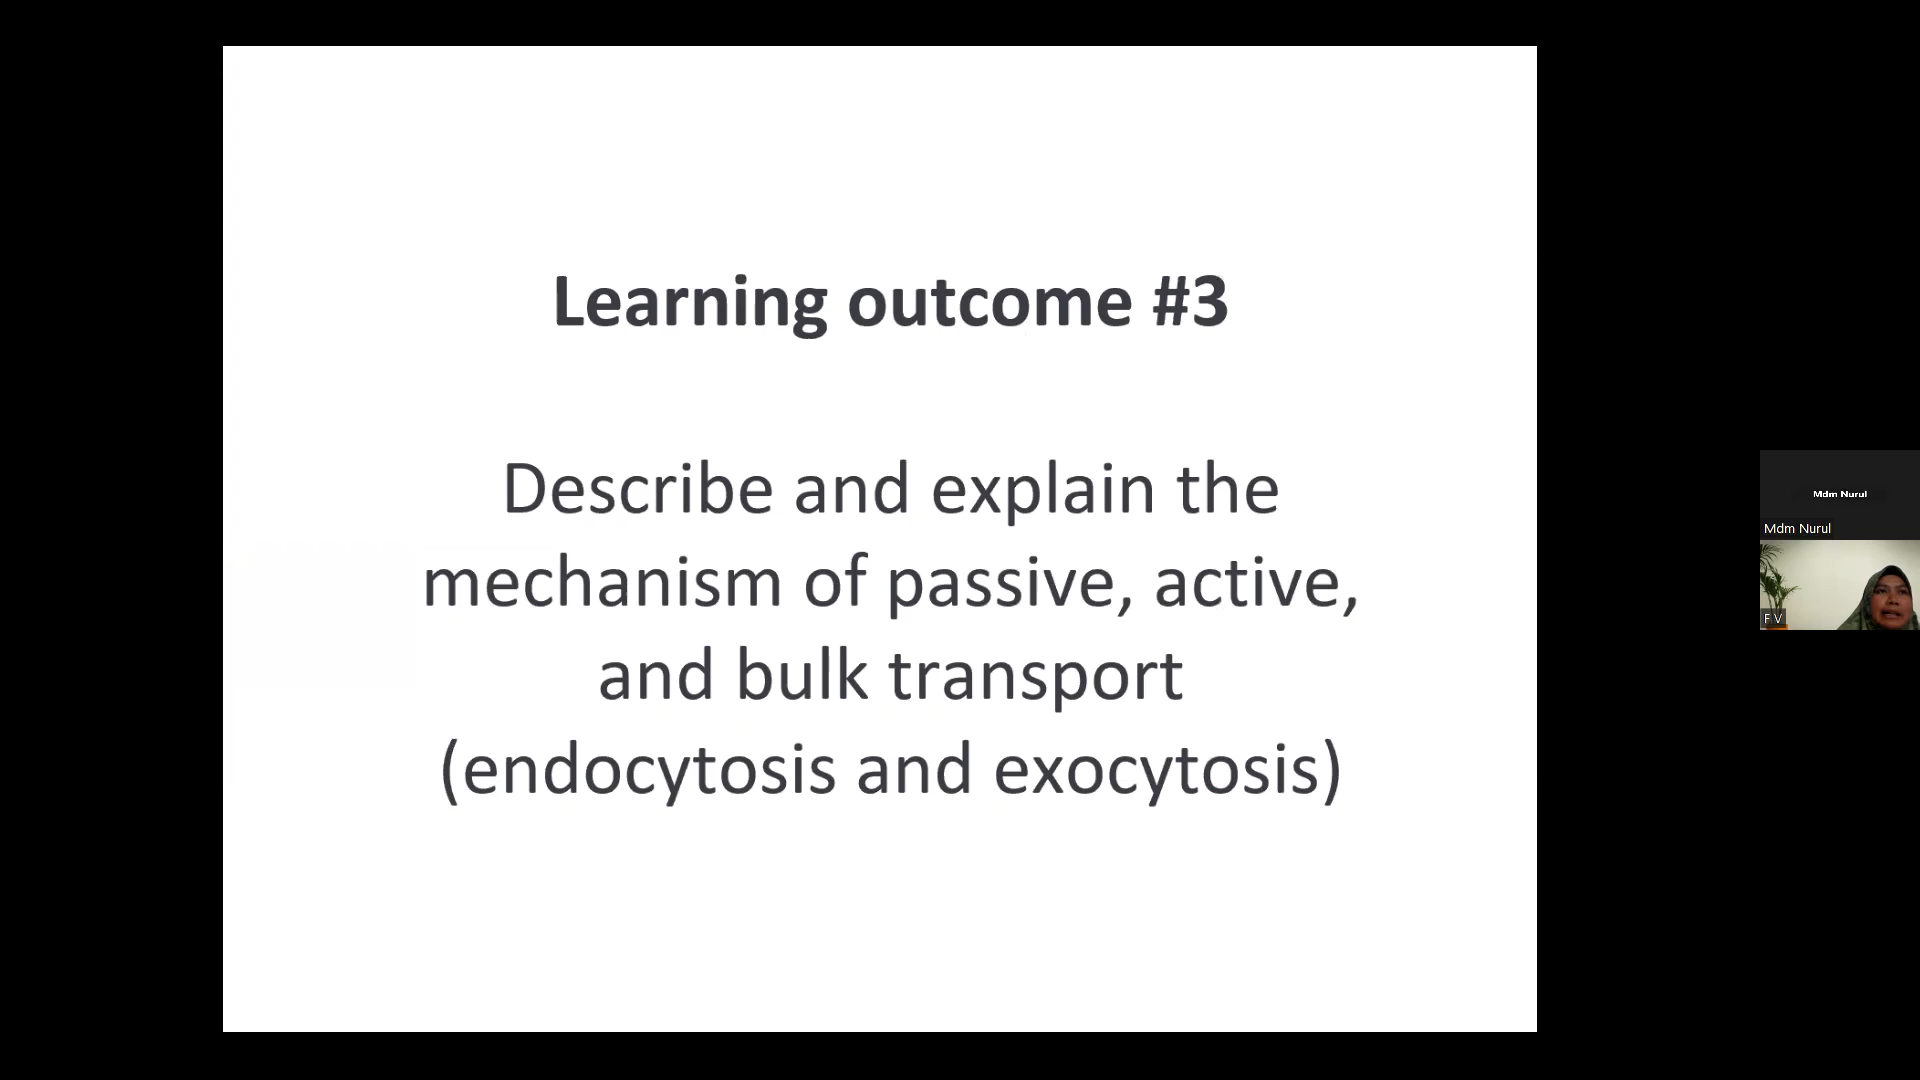 Learning outcome #3
Describe and explain the
mechanism of passive, active,
and bulk transport
(endocytosis and exocytosis)
Mdm Nurul
Mdm Nurul
F V